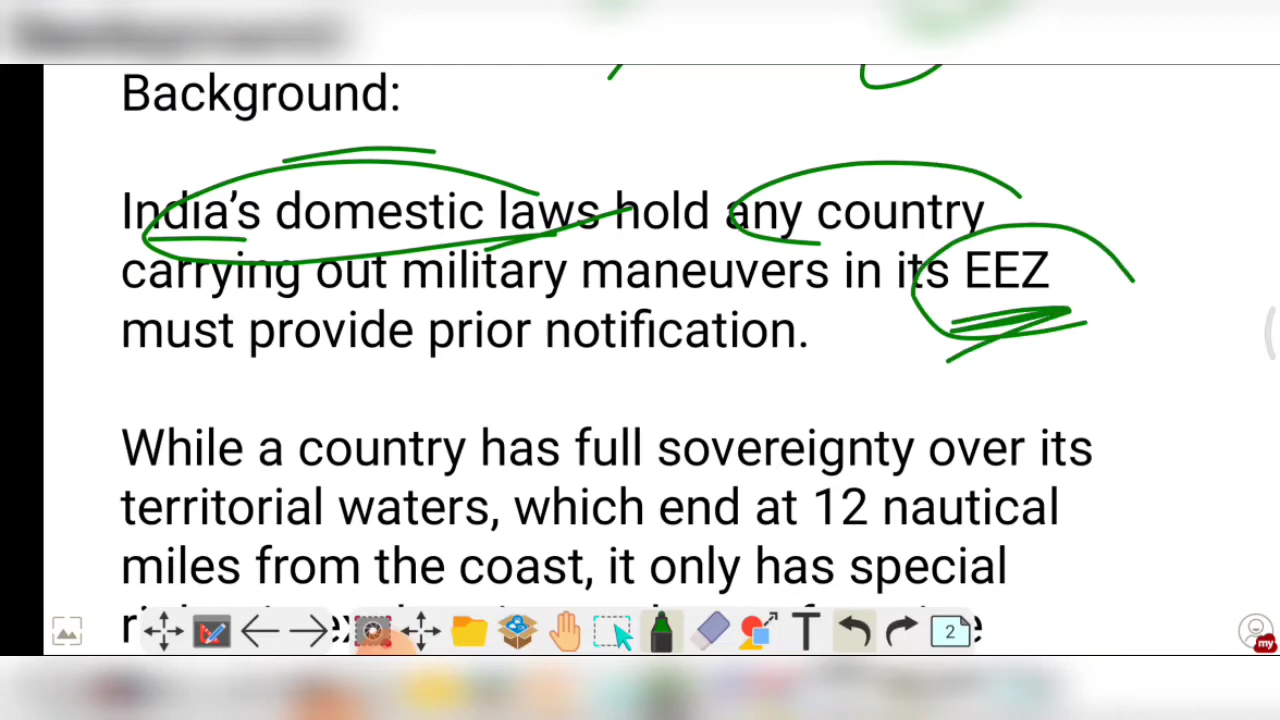 Background:
India’s domestic laws hold any country
carrying out military maneuvers in its EEZ
must provide prior notification.
While a country has full sovereignty over its
territorial waters, which end at 12 nautical
miles from the coast, it only has special
T
2
my